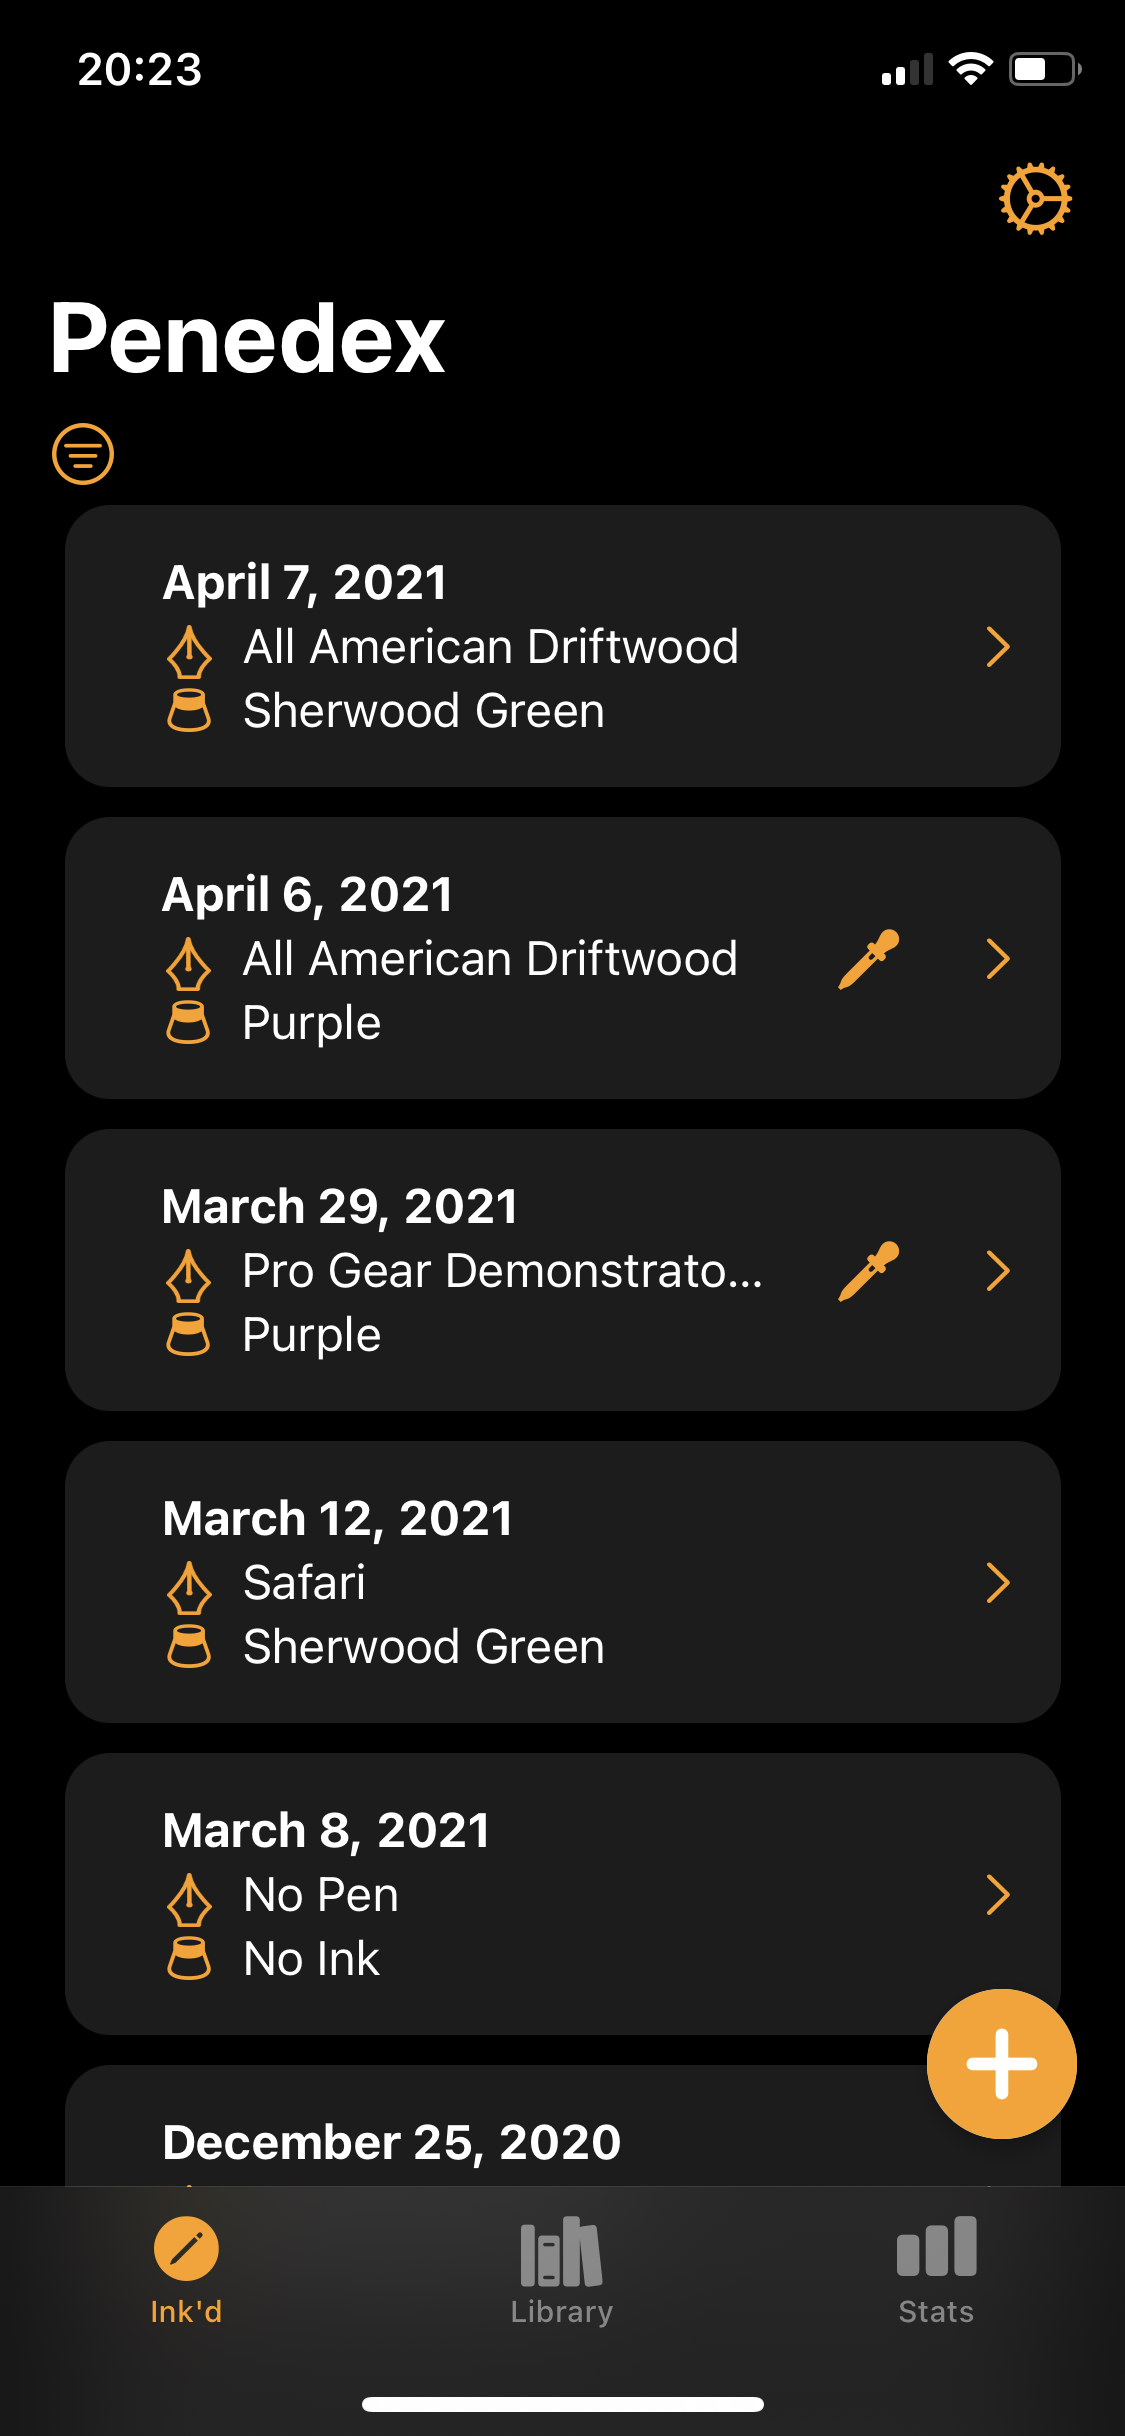 20:23
Penedex
April 7, 2021
All American Driftwood
Sherwood Green
April 6, 2021
All American Driftwood
Purple
March 29, 2021
Pro Gear Demonstrato...
Purple
March 12, 2021
Safari
Sherwood Green
March 8, 2021
No Pen
No Ink
December 25, 2020
Ink'd
Library
Stats